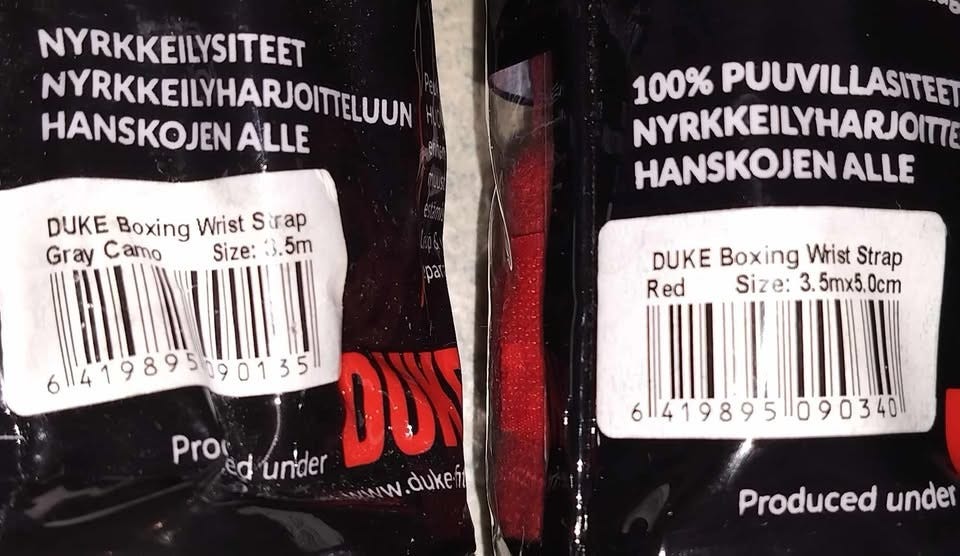 NYRKKEILYSITEET
NYRKKEILYHARJOITTELUUN
HANSKOJEN ALLE
DUKE Boxing Wrist Strap
Gray Camo Size: 3.5m
6 419895 090135
DUKE
under
www.duke-fit
100% PUUVILLASITEET
NYRKKEILYHARJOITTE
HANSKOJEN ALLE
DUKE Boxing Wrist Strap
Red Size: 3.5mx5.0cm
6 419895 090340
Produced under